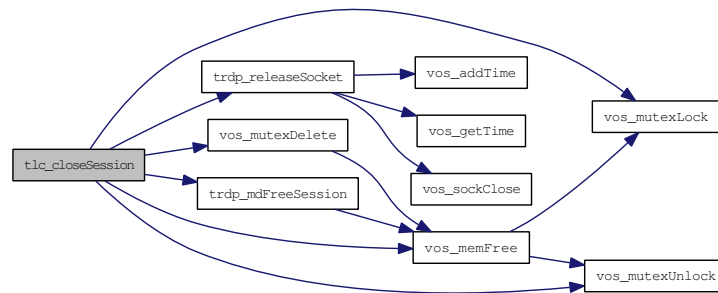 tlc_closeSession
trdp_releaseSocket
vos_mutexDelete
trdp_mdFreeSession
vos_addTime
vos_getTime
vos_sockClose
vos_memFree
vos_mutexLock
vos_mutexUnlock